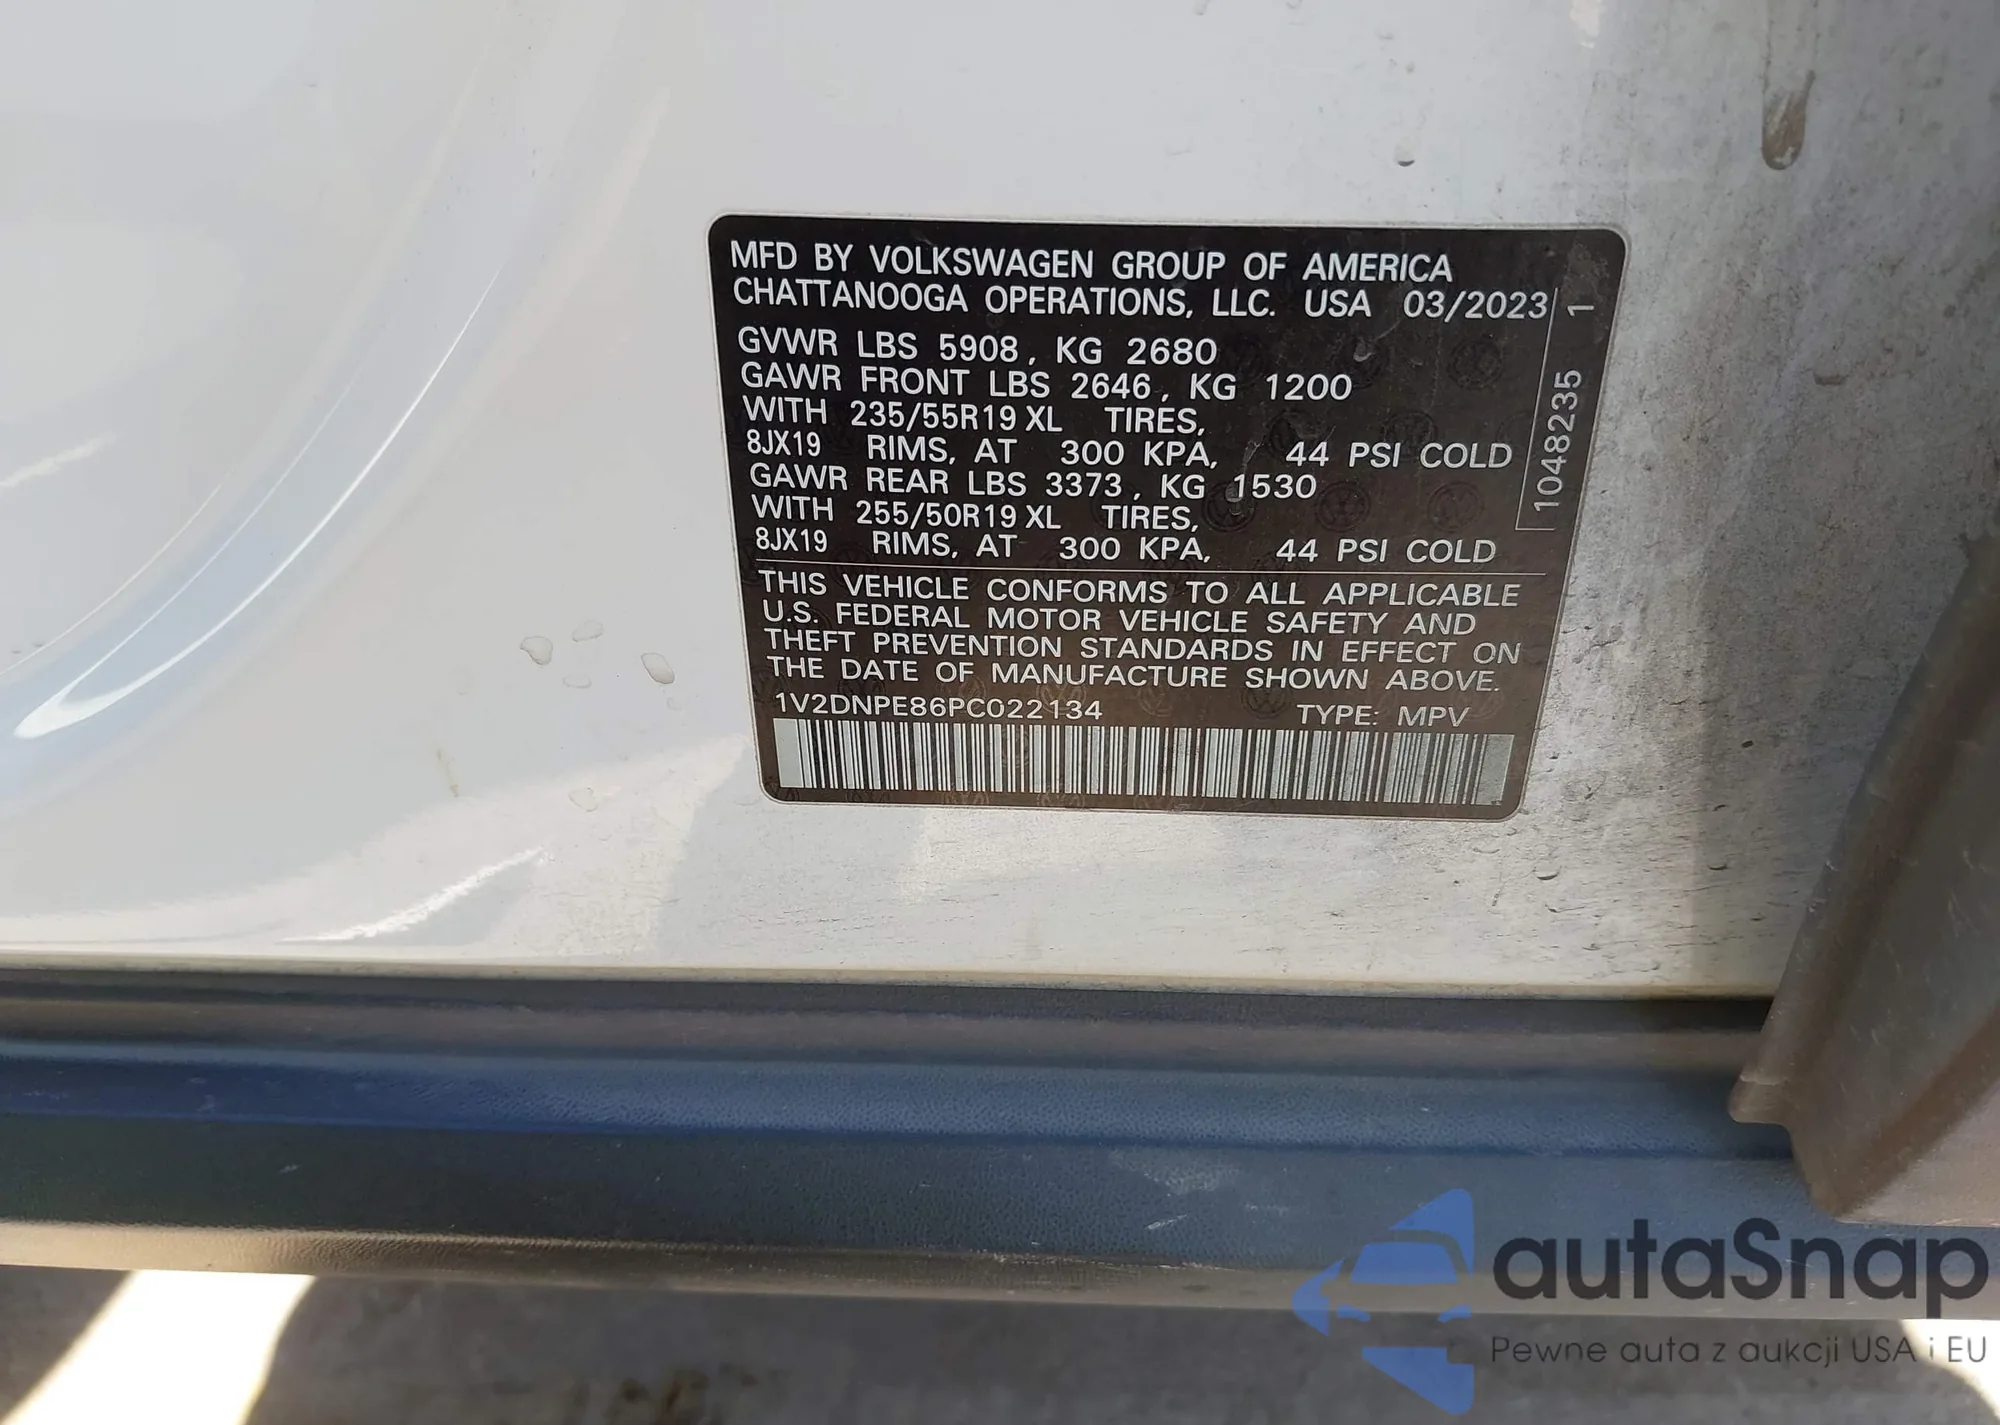 MFD BY VOLKSWAGEN GROUP OF AMERICA
CHATTANOOGA OPERATIONS, LLC. USA 03/2023
GVWR LBS 5908, KG 2680
GAWR FRONT LBS 2646, KG 1200
WITH 235/55R19 XL TIRES,
8JX19 RIMS, AT 300 KPA, 44 PSI COLD
GAWR REAR LBS 3373, KG 1530
WITH 255/50R19 XL TIRES,
8JX19 RIMS, AT 300 KPA, 44 PSI COLD
1048235 1
THIS VEHICLE CONFORMS TO ALL APPLICABLE
U.S. FEDERAL MOTOR VEHICLE SAFETY AND
THEFT PREVENTION STANDARDS IN EFFECT ON
THE DATE OF MANUFACTURE SHOWN ABOVE.
1V2DNPE86PC022134 TYPE: MPV
autaSnap
Pewne auta z aukcji USA i EU